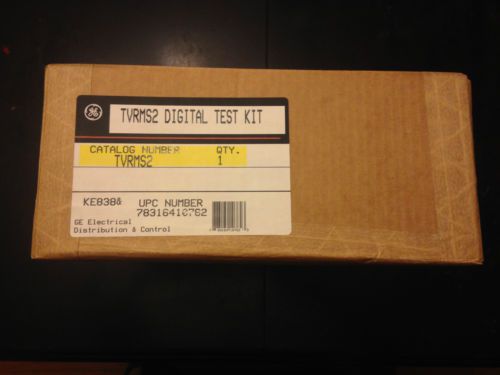 TVRMS2 DIGITAL TEST KIT
CATALOG NUMBER QTY.
TVRMS2 1
KE838& UPC NUMBER
78316410762
GE Electrical
Distribution & Control